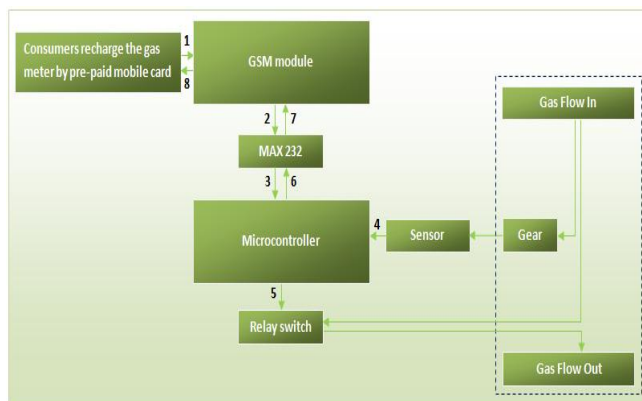 Consumers recharge the gas
meter by pre-paid mobile card
1
8
GSM module
2
7
MAX 232
3
6
Microcontroller
4
Sensor
Gear
Gas Flow In
5
Relay switch
Gas Flow Out